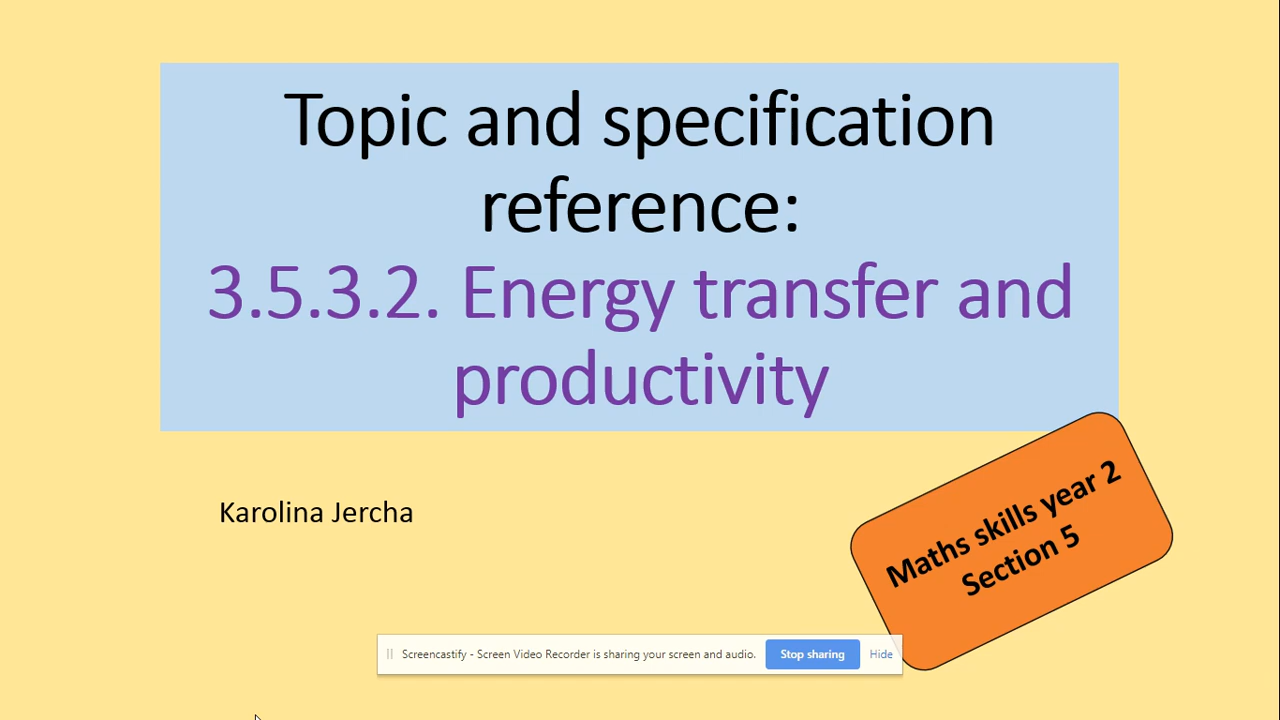 Topic and specification
reference:
3.5.3.2. Energy transfer and
productivity
Karolina Jercha
Maths skills year 2
Section 5
Screencastify - Screen Video Recorder is sharing your screen and audio.
Stop sharing
Hide